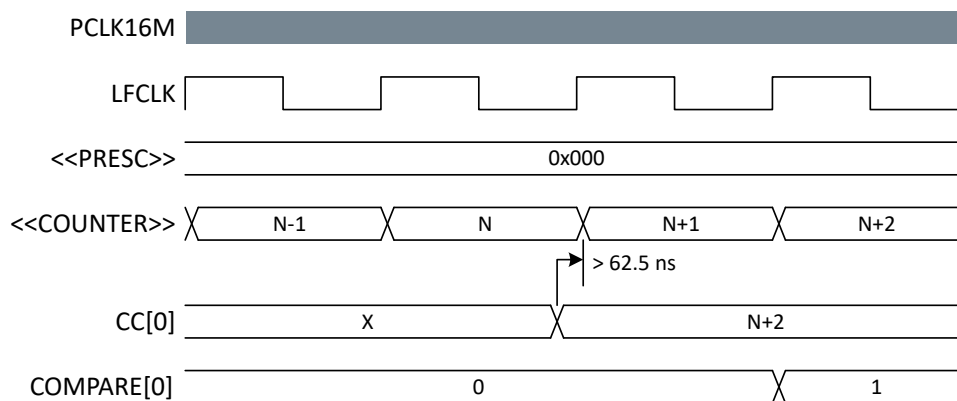 PCLK16M
LFCLK
<<PRESC>> 0x000
<<COUNTER>> N-1 N N+1 N+2
> 62.5 ns
CC[0] X N+2
COMPARE[0] 0 1